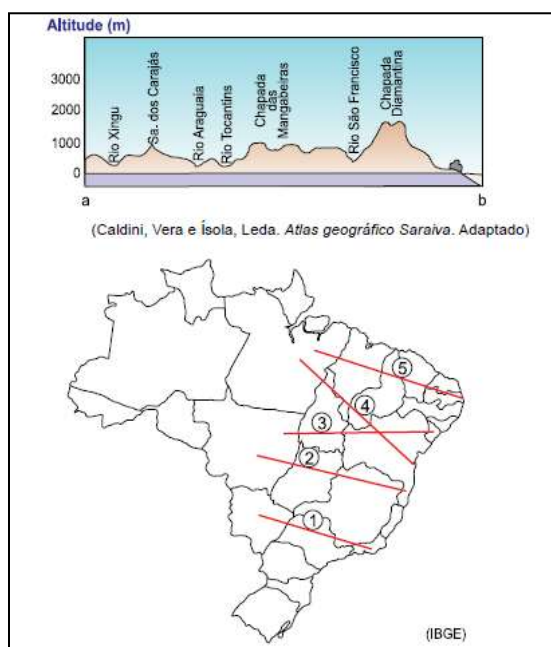 Altitude (m)
3000
2000
1000
0
Rio Xingu
Sa. dos Carajás
Rio Araguaia
Rio Tocantins
Chapada
das
Mangabeiras
Rio São Francisco
Chapada
Diamantina
a
b
(Caldini, Vera e Ísola, Leda. Atlas geográfico Saraiva. Adaptado)
5
4
3
2
1
(IBGE)